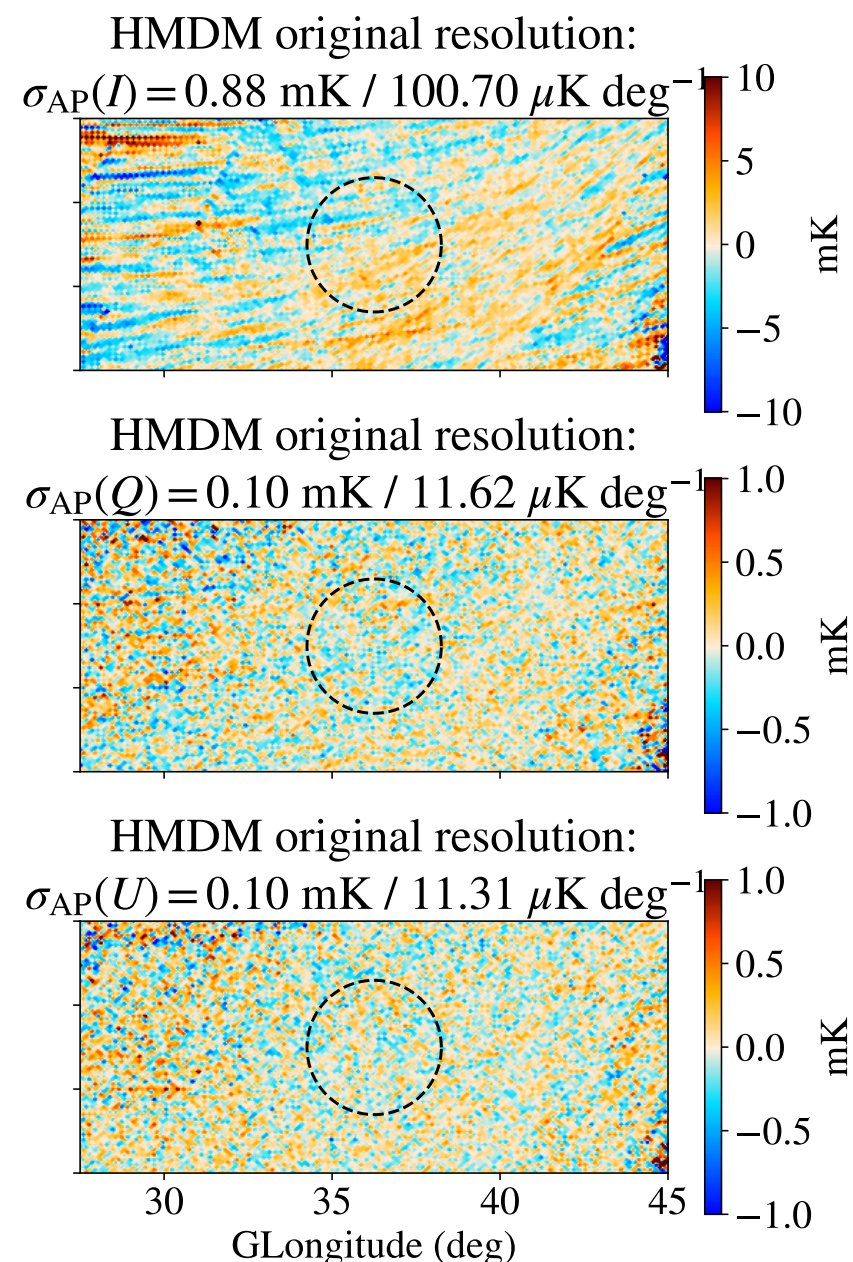 HMDM original resolution:
σ_AP(I) = 0.88 mK / 100.70 μK deg⁻¹
10
5
0
−5
−10
mK
HMDM original resolution:
σ_AP(Q) = 0.10 mK / 11.62 μK deg⁻¹
1.0
0.5
0.0
−0.5
−1.0
mK
HMDM original resolution:
σ_AP(U) = 0.10 mK / 11.31 μK deg⁻¹
1.0
0.5
0.0
−0.5
−1.0
mK
30 35 40 45
GLongitude (deg)